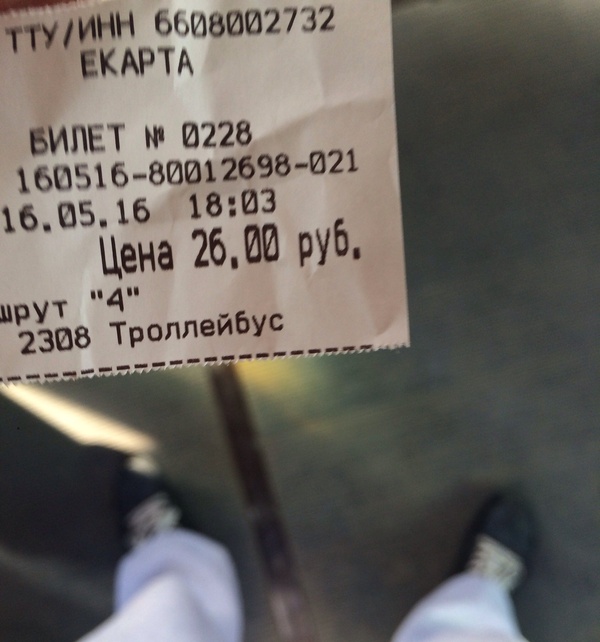 ТТУ/ИНН 6608002732
ЕКАРТА
БИЛЕТ № 0228
160516-80012698-021
16.05.16 18:03
Цена 26.00 руб.
шрут "4"
2308 Троллейбус